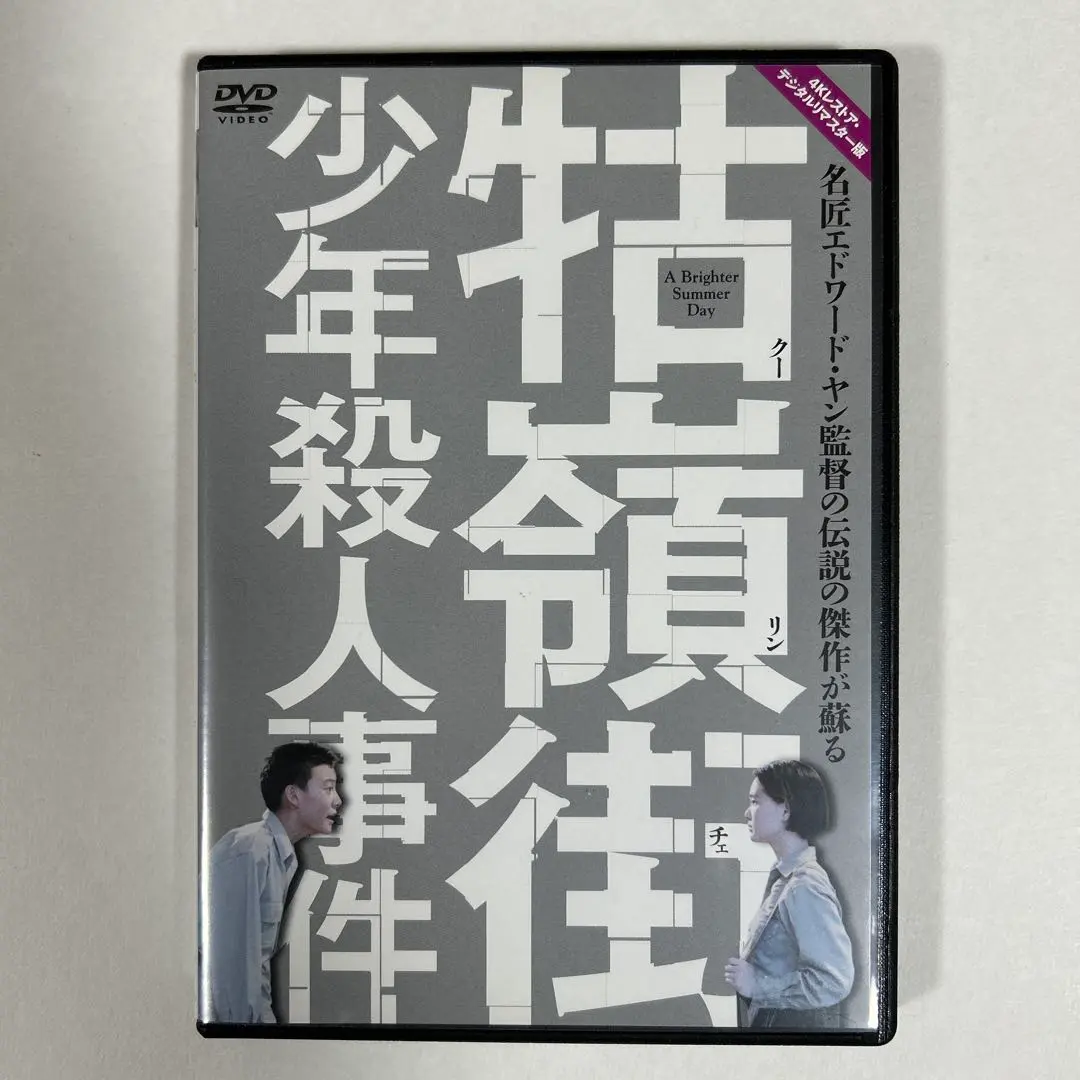 DVD
VIDEO
4Kレストア・
デジタルリマスター版
名匠エドワード・ヤン監督の伝説の傑作が蘇る
牯嶺街
クー
リン
チェ
A Brighter
Summer
Day
少年殺人事件